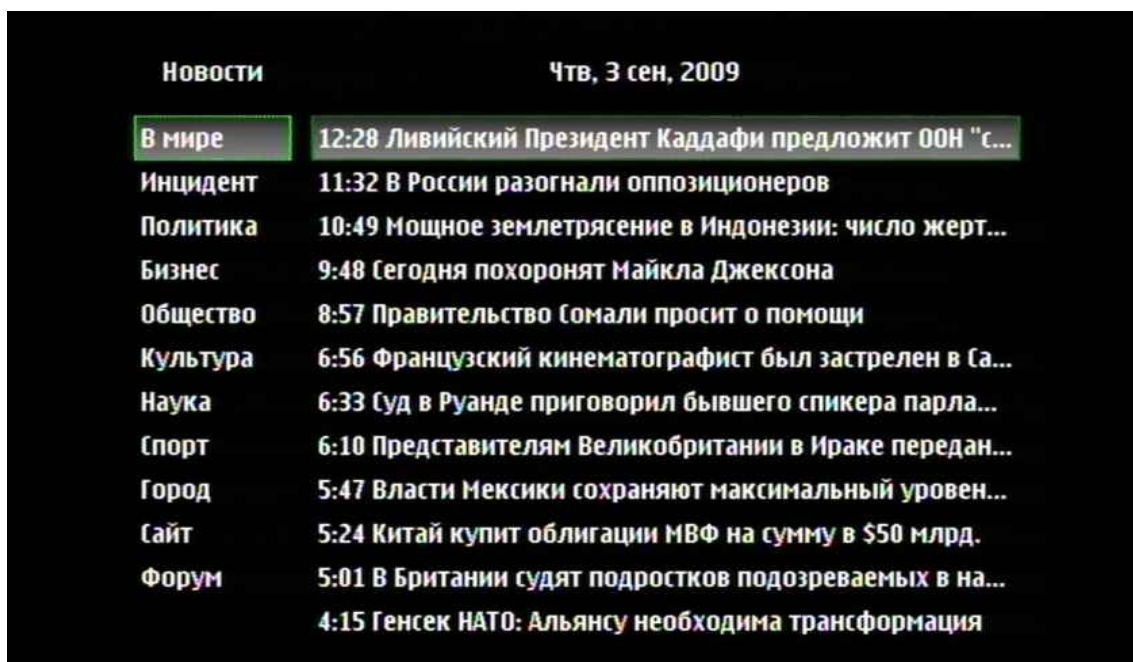 Новости Чтв, 3 сен, 2009
В мире 12:28 Ливийский Президент Каддафи предложит ООН "с...
Инцидент 11:32 В России разогнали оппозиционеров
Политика 10:49 Мощное землетрясение в Индонезии: число жерт...
Бизнес 9:48 Сегодня похоронят Майкла Джексона
Общество 8:57 Правительство Сомали просит о помощи
Культура 6:56 Французский кинематографист был застрелен в Са...
Наука 6:33 Суд в Руанде приговорил бывшего спикера парла...
Спорт 6:10 Представителям Великобритании в Ираке передан...
Город 5:47 Власти Мексики сохраняют максимальный уровен...
Сайт 5:24 Китай купит облигации МВФ на сумму в $50 млрд.
Форум 5:01 В Британии судят подростков подозреваемых в на...
4:15 Генсек НАТО: Альянсу необходима трансформация